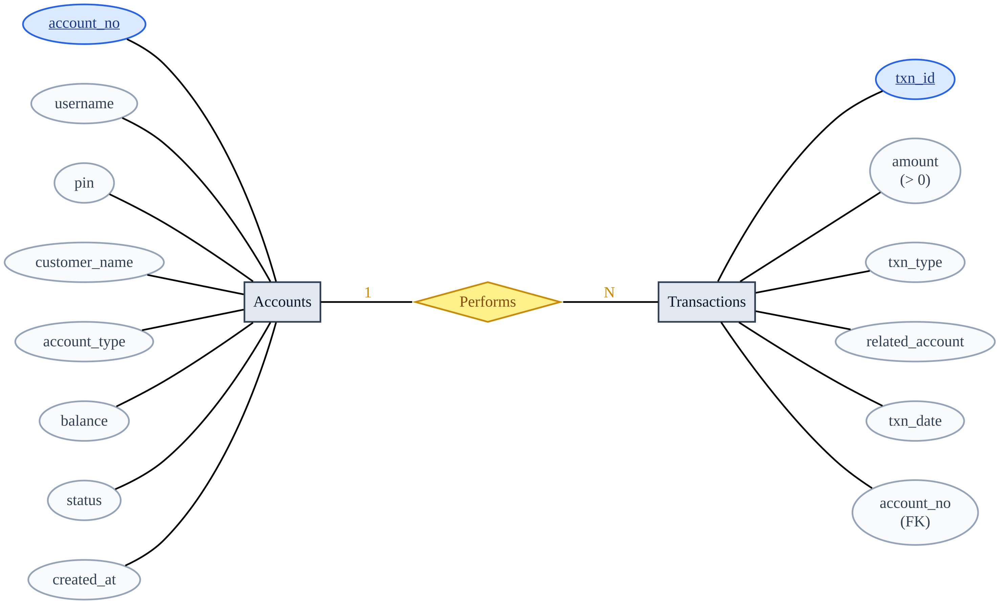 account_no
username
pin
customer_name
account_type
balance
status
created_at
Accounts
1
Performs
N
Transactions
txn_id
amount
(> 0)
txn_type
related_account
txn_date
account_no
(FK)